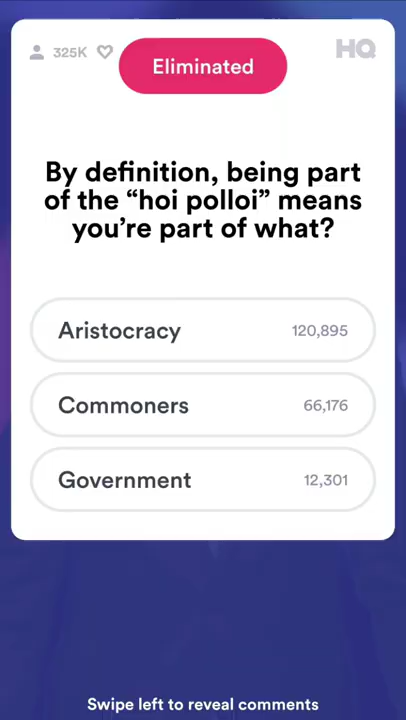 325K
Eliminated
HQ
By definition, being part
of the “hoi polloi” means
you’re part of what?
Aristocracy 120,895
Commoners 66,176
Government 12,301
Swipe left to reveal comments